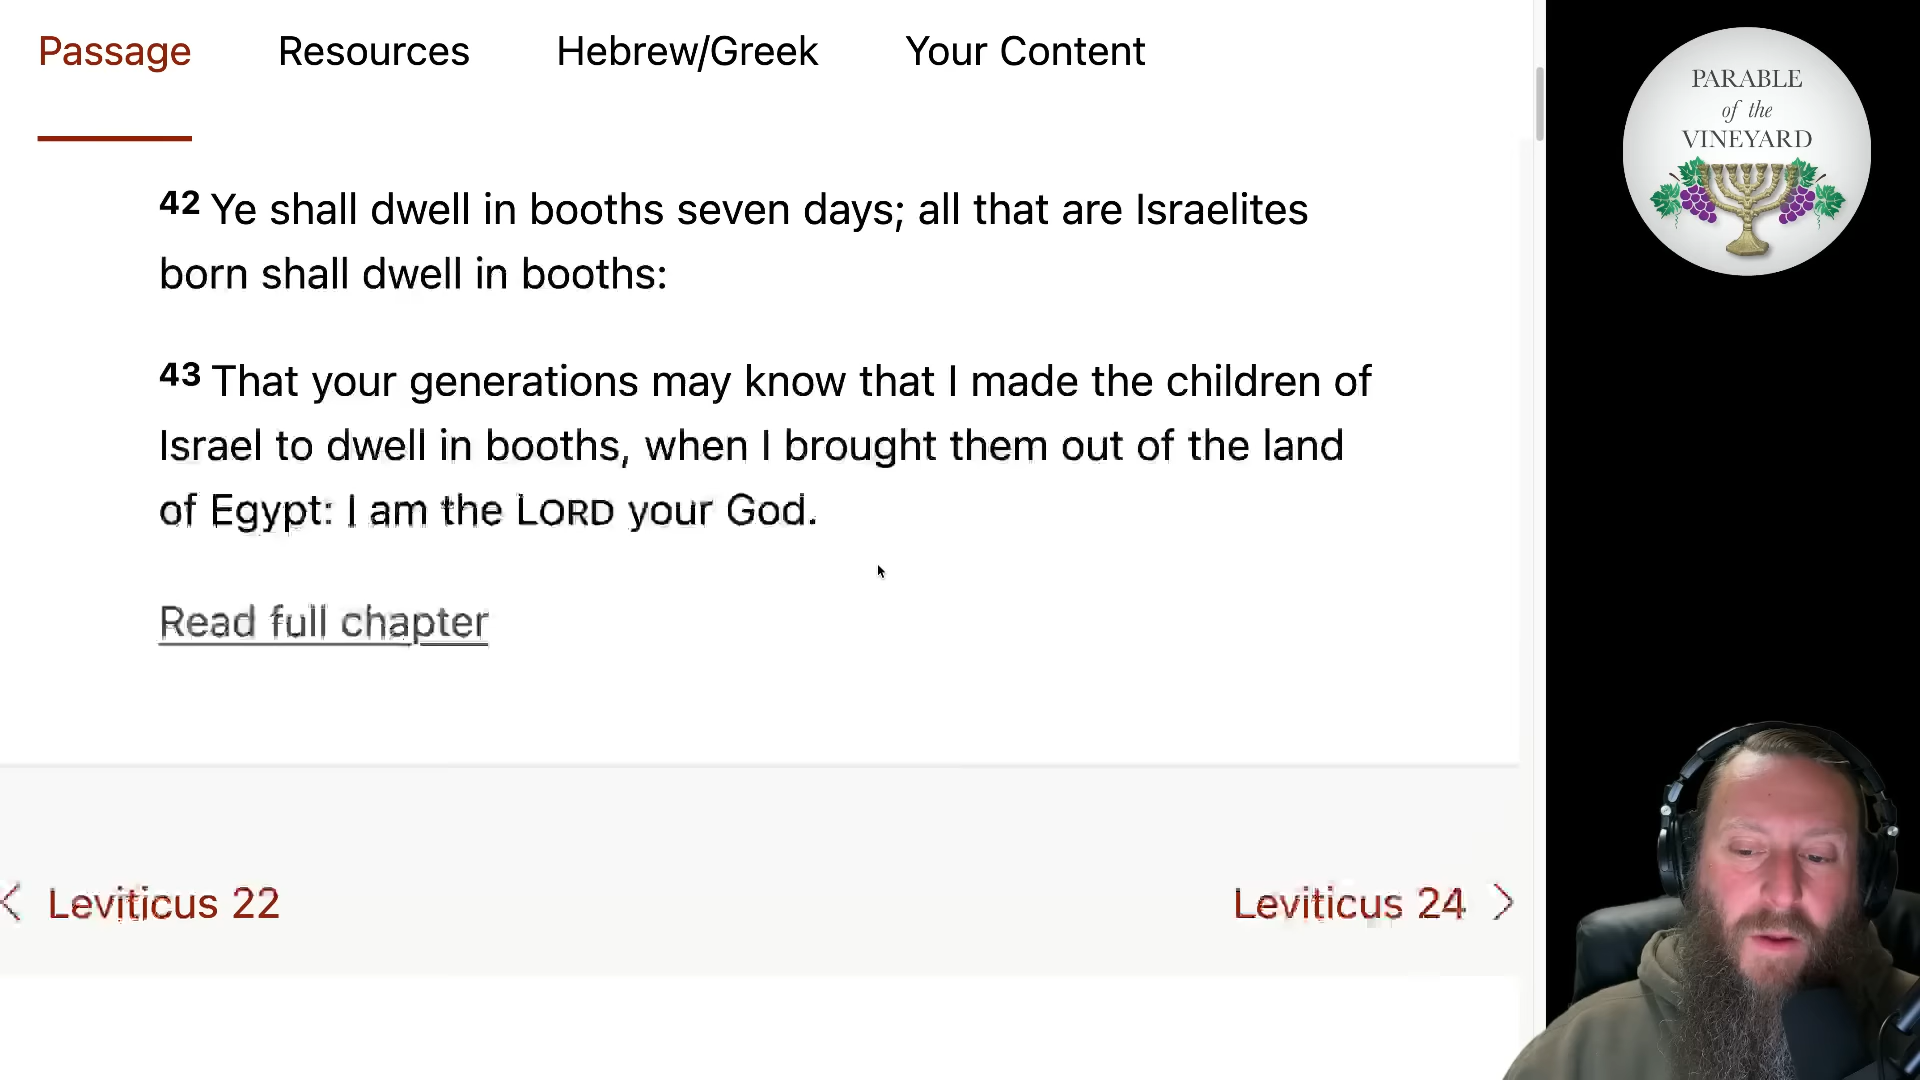 Passage Resources Hebrew/Greek Your Content
PARABLE
of the
VINEYARD
42 Ye shall dwell in booths seven days; all that are Israelites
born shall dwell in booths:
43 That your generations may know that I made the children of
Israel to dwell in booths, when I brought them out of the land
of Egypt: I am the LORD your God.
Read full chapter
Leviticus 22
Leviticus 24